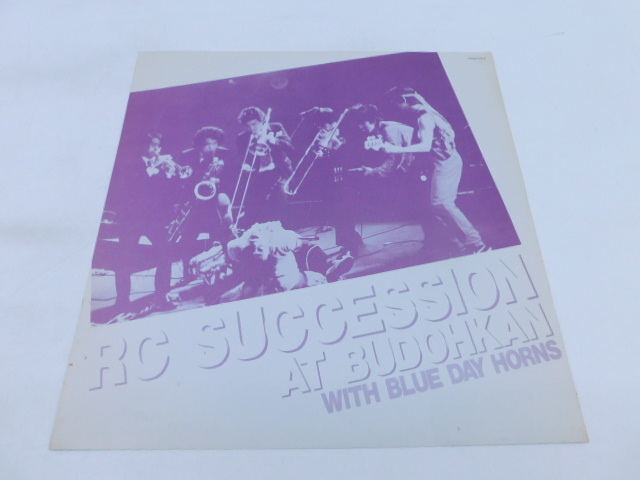 RC SUCCESSION
AT BUDOHKAN
WITH BLUE DAY HORNS